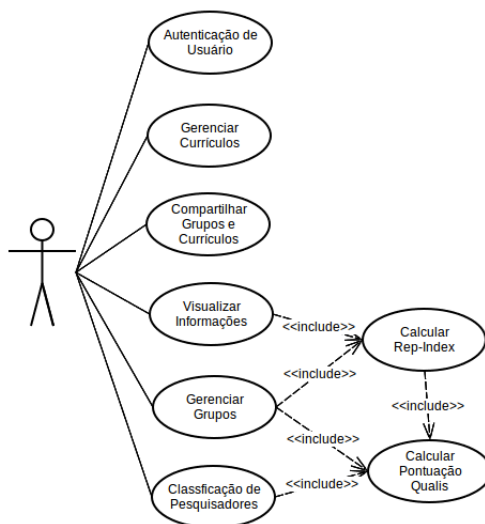 Autenticação de
Usuário
Gerenciar
Currículos
Compartilhar
Grupos e
Currículos
Visualizar
Informações
<<include>>
Calcular
Rep-Index
<<include>>
<<include>>
Gerenciar
Grupos
<<include>>
Calcular
Pontuação
Qualis
Classficação de
Pesquisadores
<<include>>